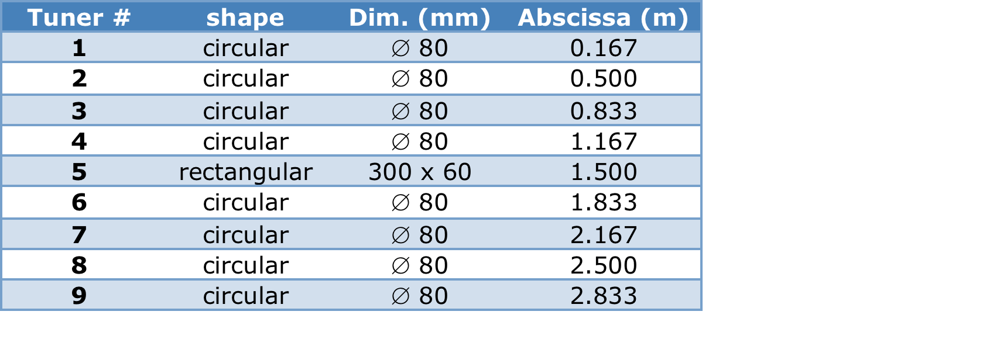 Tuner # shape Dim. (mm) Abscissa (m)
1 circular ∅ 80 0.167
2 circular ∅ 80 0.500
3 circular ∅ 80 0.833
4 circular ∅ 80 1.167
5 rectangular 300 x 60 1.500
6 circular ∅ 80 1.833
7 circular ∅ 80 2.167
8 circular ∅ 80 2.500
9 circular ∅ 80 2.833